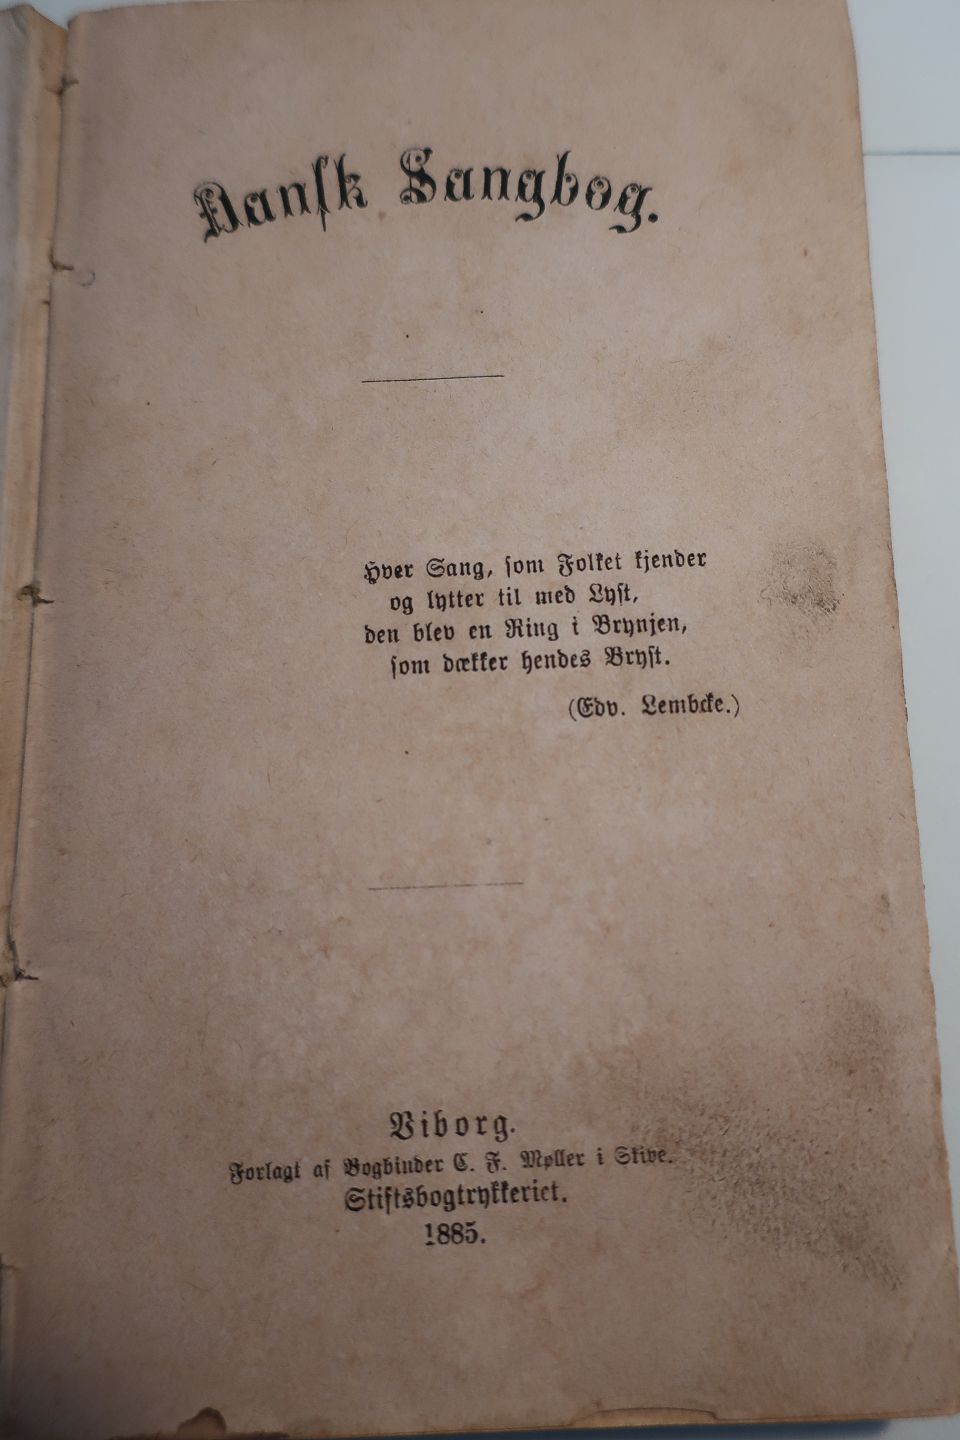 Dansk Sangbog.
Hver Sang, som Folket kjender
og lytter til med Lyst,
den blev en Ring i Brynjen,
som dækker hendes Bryst.
(Edv. Lembcke.)
Viborg.
Forlagt af Bogbinder C. F. Møller i Skive.
Stiftsbogtrykkeriet.
1885.